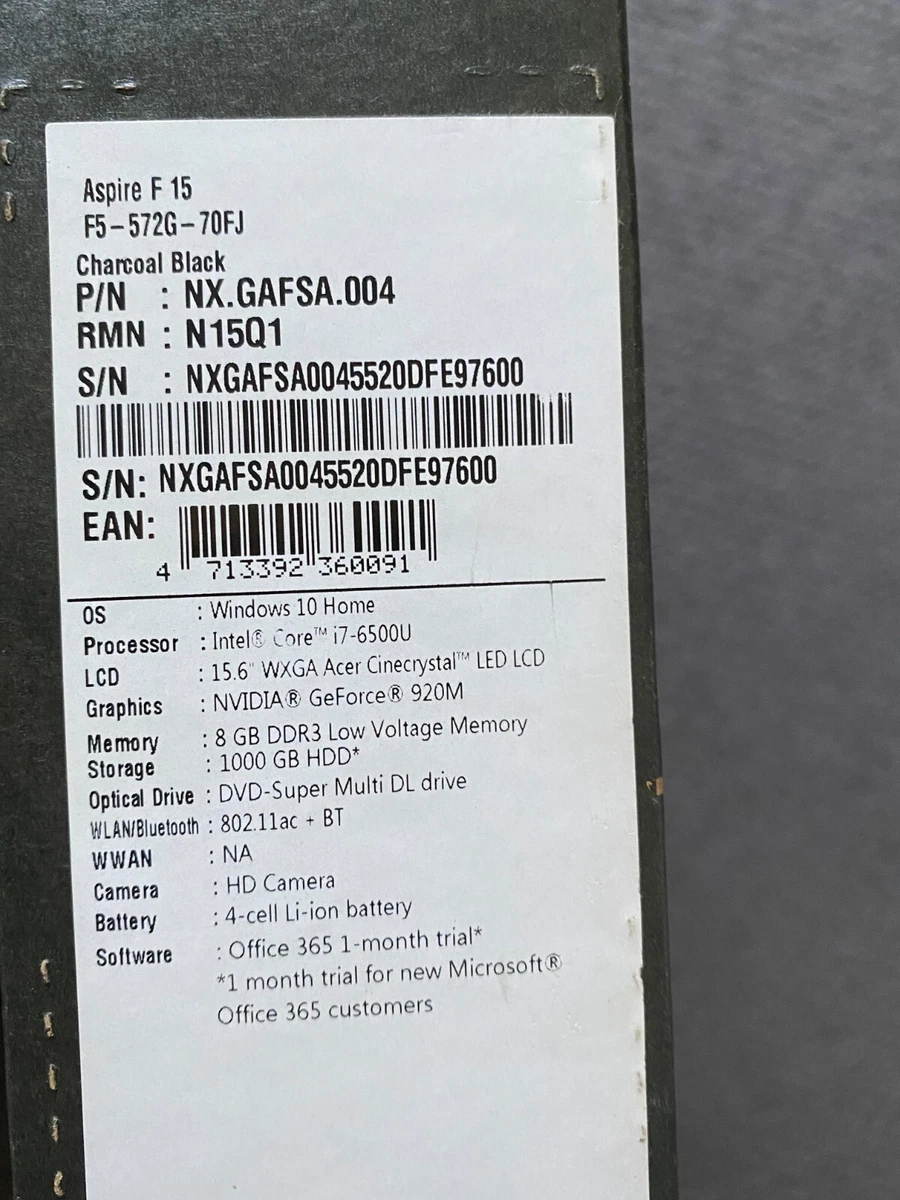 Aspire F 15
F5-572G-70FJ
Charcoal Black
P/N : NX.GAFSA.004
RMN : N15Q1
S/N : NXGAFSA0045520DFE97600
S/N: NXGAFSA0045520DFE97600
EAN:
4 713392 360091
OS : Windows 10 Home
Processor : Intel® Core™ i7-6500U
LCD : 15.6" WXGA Acer Cinecrystal™ LED LCD
Graphics : NVIDIA® GeForce® 920M
Memory : 8 GB DDR3 Low Voltage Memory
Storage : 1000 GB HDD*
Optical Drive : DVD-Super Multi DL drive
WLAN/Bluetooth : 802.11ac + BT
WWAN : NA
Camera : HD Camera
Battery : 4-cell Li-ion battery
Software : Office 365 1-month trial*
*1 month trial for new Microsoft®
Office 365 customers